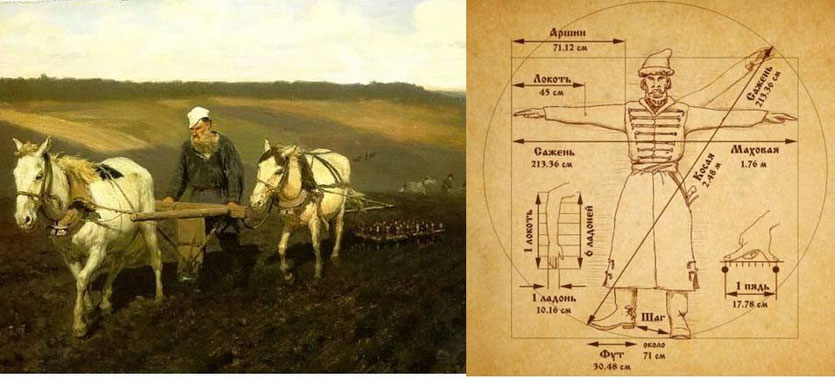 Аршин
71.12 см
Локоть
45 см
Сажень
213.36 см
Сажень
213.36 см
Маховая
1.76 м
Косая
2.48 м
1 локоть
6 ладоней
1 ладонь
10.16 см
1 пядь
17.78 см
Шаг
около
71 см
Фут
30.48 см